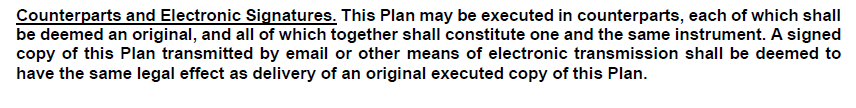 Counterparts and Electronic Signatures. This Plan may be executed in counterparts, each of which shall
be deemed an original, and all of which together shall constitute one and the same instrument. A signed
copy of this Plan transmitted by email or other means of electronic transmission shall be deemed to
have the same legal effect as delivery of an original executed copy of this Plan.